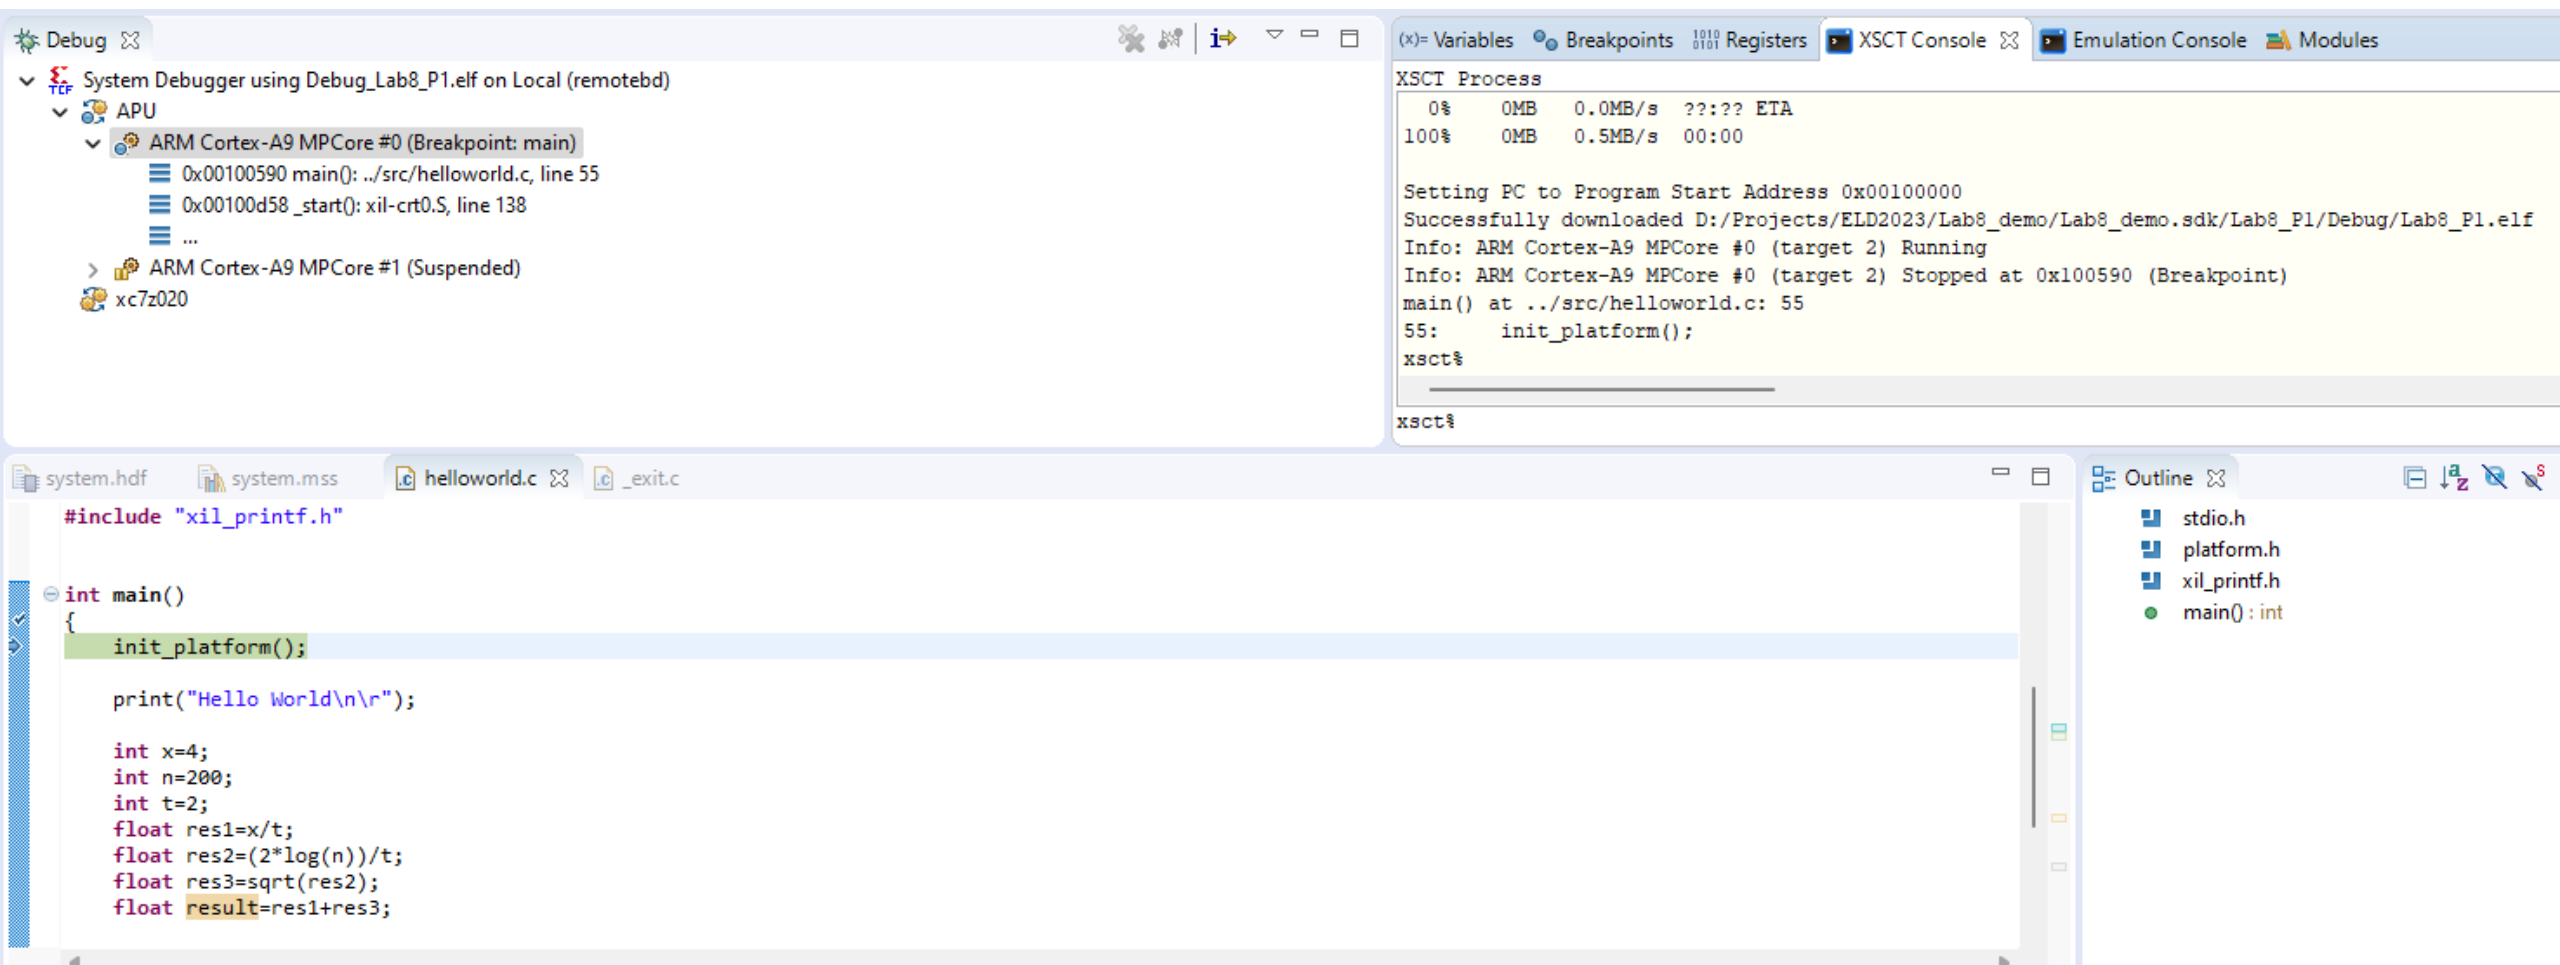 Debug
System Debugger using Debug_Lab8_P1.elf on Local (remotebd)
APU
ARM Cortex-A9 MPCore #0 (Breakpoint: main)
0x00100590 main(): ../src/helloworld.c, line 55
0x00100d58 _start(): xil-crt0.S, line 138
...
ARM Cortex-A9 MPCore #1 (Suspended)
xc7z020
(x)= Variables Breakpoints Registers XSCT Console Emulation Console Modules
XSCT Process
0% 0MB 0.0MB/s ??:?? ETA
100% 0MB 0.5MB/s 00:00
Setting PC to Program Start Address 0x00100000
Successfully downloaded D:/Projects/ELD2023/Lab8_demo/Lab8_demo.sdk/Lab8_P1/Debug/Lab8_P1.elf
Info: ARM Cortex-A9 MPCore #0 (target 2) Running
Info: ARM Cortex-A9 MPCore #0 (target 2) Stopped at 0x100590 (Breakpoint)
main() at ../src/helloworld.c: 55
55: init_platform();
xsct%
xsct%
system.hdf system.mss helloworld.c _exit.c
#include "xil_printf.h"
int main()
{
init_platform();
print("Hello World\n\r");
int x=4;
int n=200;
int t=2;
float res1=x/t;
float res2=(2*log(n))/t;
float res3=sqrt(res2);
float result=res1+res3;
Outline
stdio.h
platform.h
xil_printf.h
main() : int